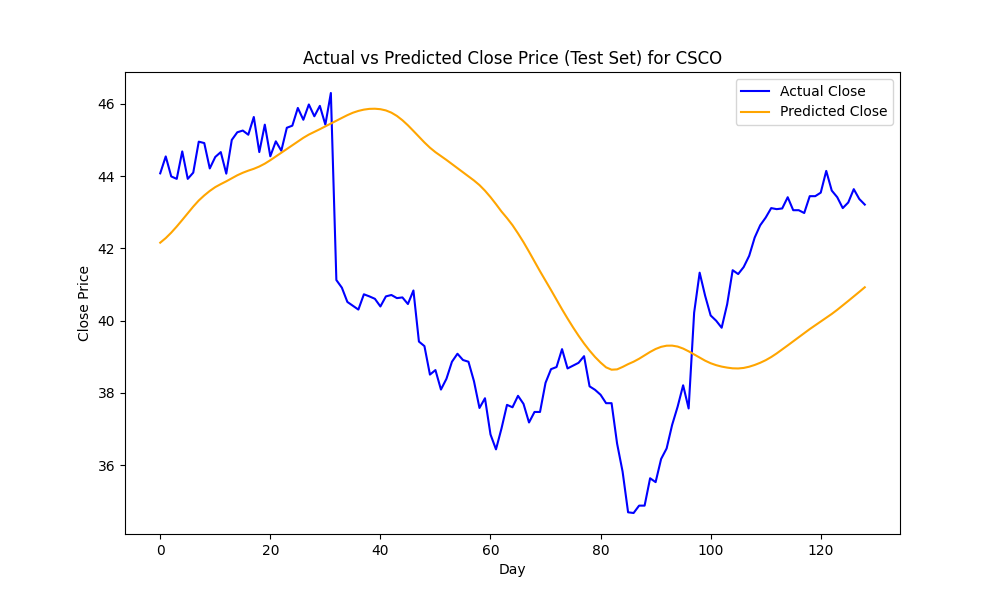 Actual vs Predicted Close Price (Test Set) for CSCO
Actual Close
Predicted Close
Close Price
46
44
42
40
38
36
0 20 40 60 80 100 120
Day